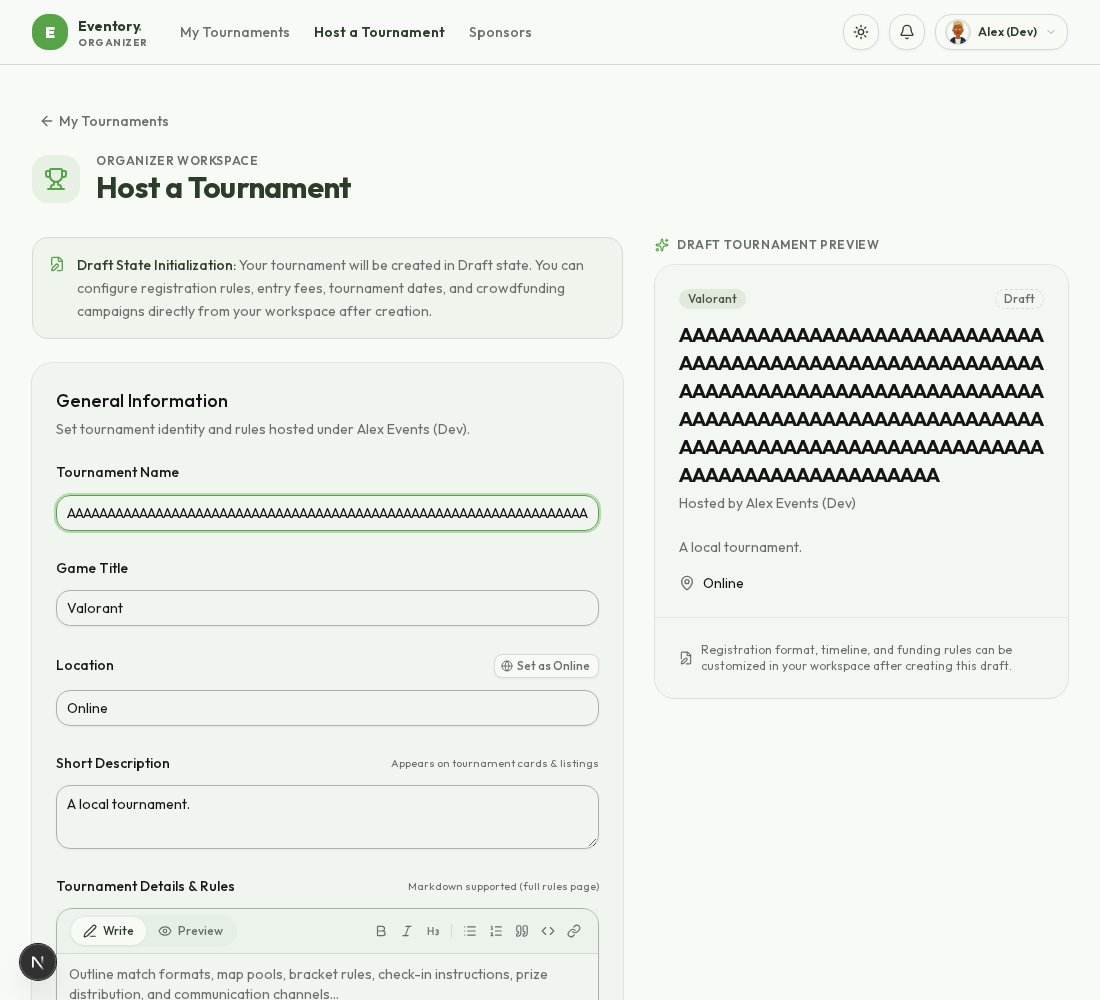 E
Eventory.
ORGANIZER
My Tournaments
Host a Tournament
Sponsors
Alex (Dev)
My Tournaments
ORGANIZER WORKSPACE
Host a Tournament
Draft State Initialization: Your tournament will be created in Draft state. You can
configure registration rules, entry fees, tournament dates, and crowdfunding
campaigns directly from your workspace after creation.
General Information
Set tournament identity and rules hosted under Alex Events (Dev).
Tournament Name
AAAAAAAAAAAAAAAAAAAAAAAAAAAAAAAAAAAAAAAAAAAAAAAAAAAAAAAAAAAAAAAAA
Game Title
Valorant
Location
Set as Online
Online
Short Description
Appears on tournament cards & listings
A local tournament.
Tournament Details & Rules
Markdown supported (full rules page)
Write
Preview
B
I
H3
Outline match formats, map pools, bracket rules, check-in instructions, prize
distribution, and communication channels...
N
DRAFT TOURNAMENT PREVIEW
Valorant
Draft
AAAAAAAAAAAAAAAAAAAAAAAAAAAA
AAAAAAAAAAAAAAAAAAAAAAAAAAAA
AAAAAAAAAAAAAAAAAAAAAAAAAAAA
AAAAAAAAAAAAAAAAAAAAAAAAAAAA
AAAAAAAAAAAAAAAAAAAAAAAAAAAA
AAAAAAAAAAAAAAAAAAAA
Hosted by Alex Events (Dev)
A local tournament.
Online
Registration format, timeline, and funding rules can be
customized in your workspace after creating this draft.